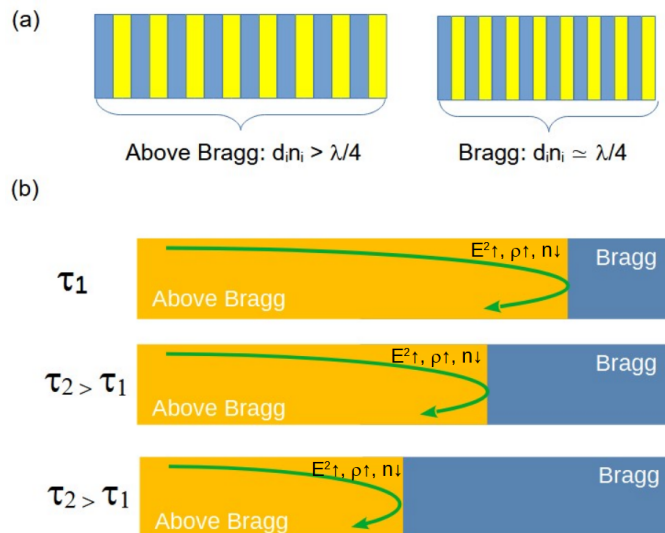 (a)
Above Bragg: dᵢnᵢ > λ/4
Bragg: dᵢnᵢ ≃ λ/4
(b)
τ₁
E²↑, ρ↑, n↓
Bragg
Above Bragg
τ₂ > τ₁
E²↑, ρ↑, n↓
Bragg
Above Bragg
τ₂ > τ₁
E²↑, ρ↑, n↓
Bragg
Above Bragg